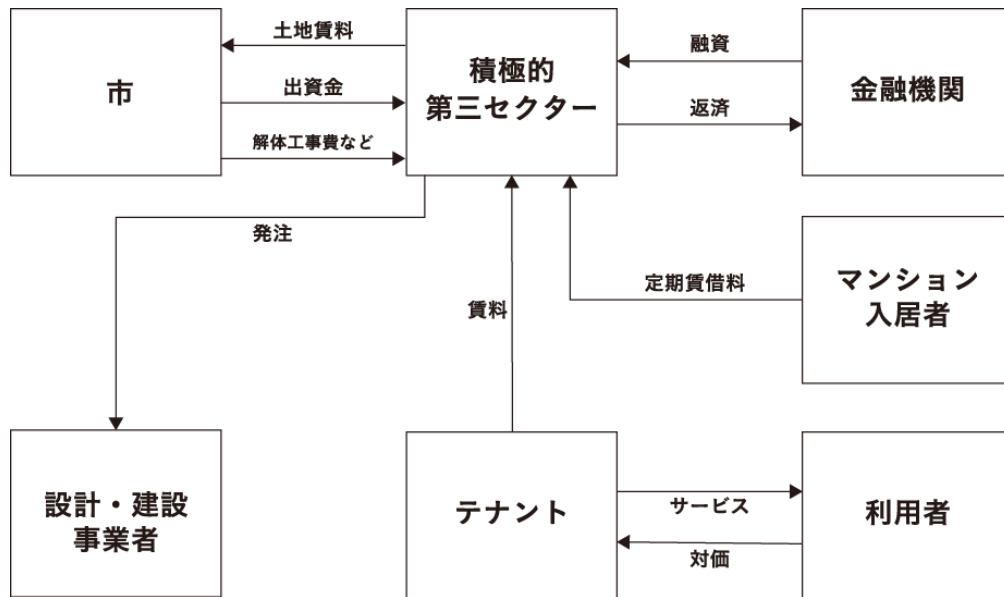 市
土地賃料
出資金
解体工事費など
積極的
第三セクター
融資
返済
金融機関
発注
賃料
定期賃借料
マンション
入居者
設計・建設
事業者
テナント
サービス
対価
利用者